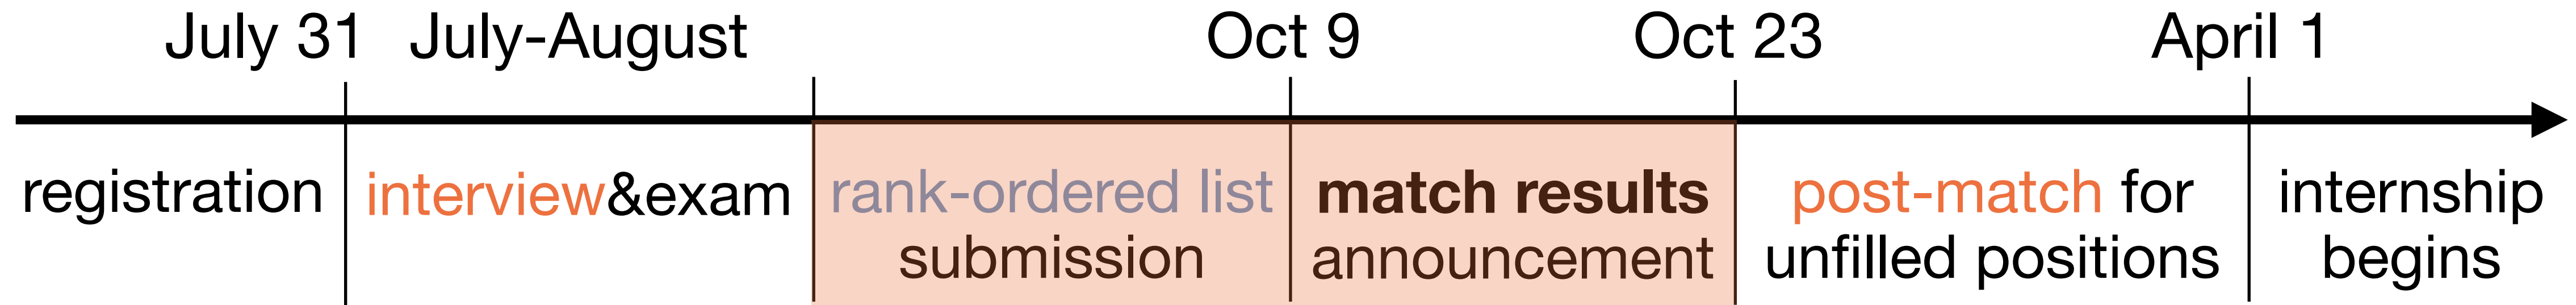 July 31 July-August Oct 9 Oct 23 April 1
registration interview&exam rank-ordered list match results post-match for internship
submission announcement unfilled positions begins